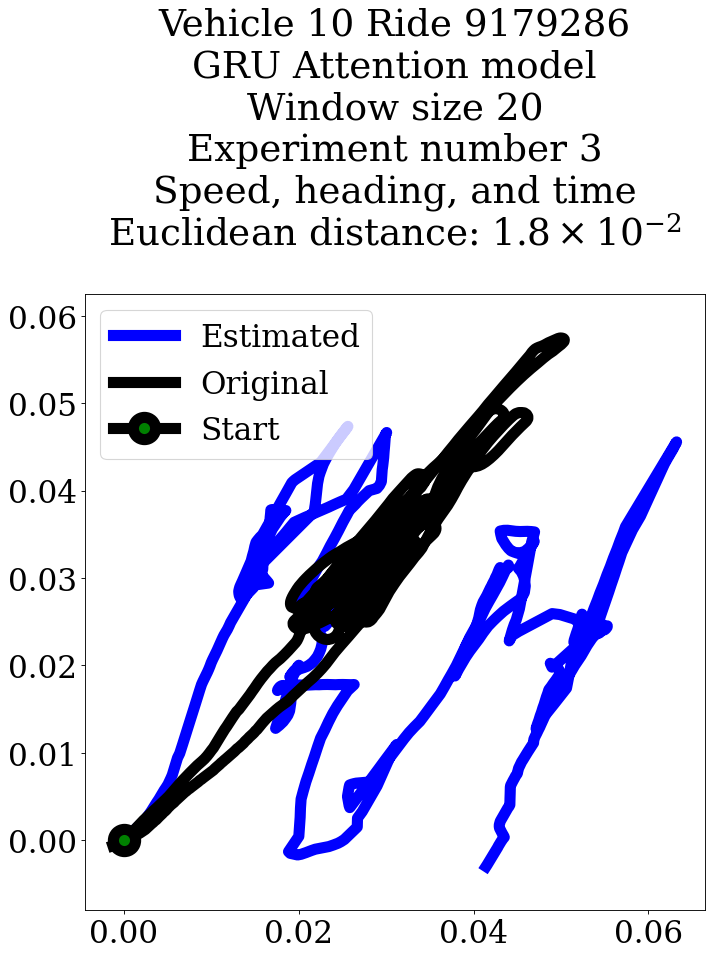 Vehicle 10 Ride 9179286
GRU Attention model
Window size 20
Experiment number 3
Speed, heading, and time
Euclidean distance: $1.8 \times 10^{-2}$
Estimated
Original
Start
0.06
0.05
0.04
0.03
0.02
0.01
0.00
0.00 0.02 0.04 0.06